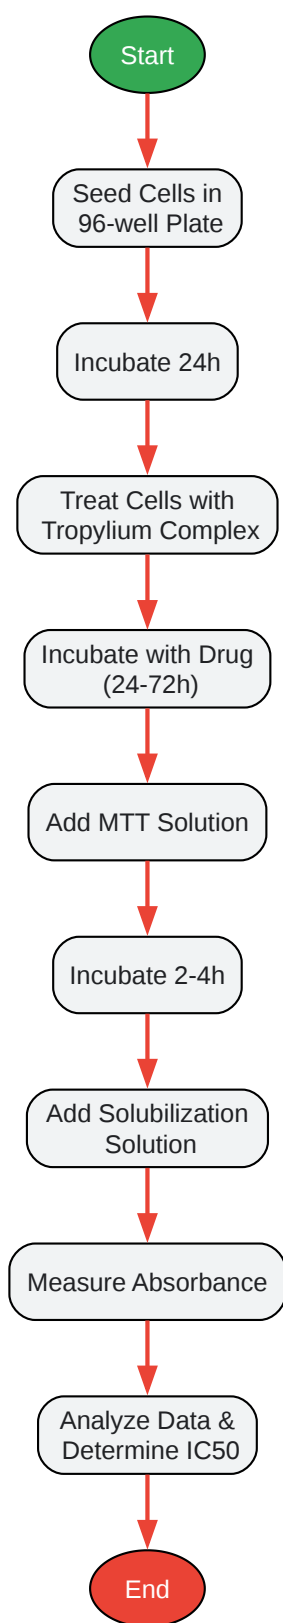 Start
Seed Cells in
96-well Plate
Incubate 24h
Treat Cells with
Tropylium Complex
Incubate with Drug
(24-72h)
Add MTT Solution
Incubate 2-4h
Add Solubilization
Solution
Measure Absorbance
Analyze Data &
Determine IC50
End